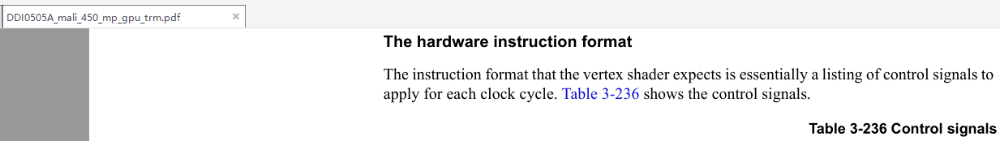 DDI0505A_mali_450_mp_gpu_trm.pdf ×
The hardware instruction format
The instruction format that the vertex shader expects is essentially a listing of control signals to
apply for each clock cycle. Table 3-236 shows the control signals.
Table 3-236 Control signals